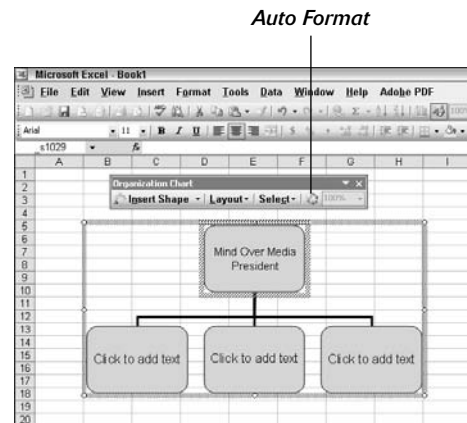 Auto Format
Microsoft Excel - Book1
File Edit View Insert Format Tools Data Window Help Adobe PDF
100%
Arial 11 B I U $
s1029 fx
A B C D E F G H I
1
2
Organization Chart
3
Insert Shape Layout Select 100%
4
5
6
7
Mind Over Media
8
President
9
10
11
12
13
14
15
Click to add text Click to add text Click to add text
16
17
18
19
20